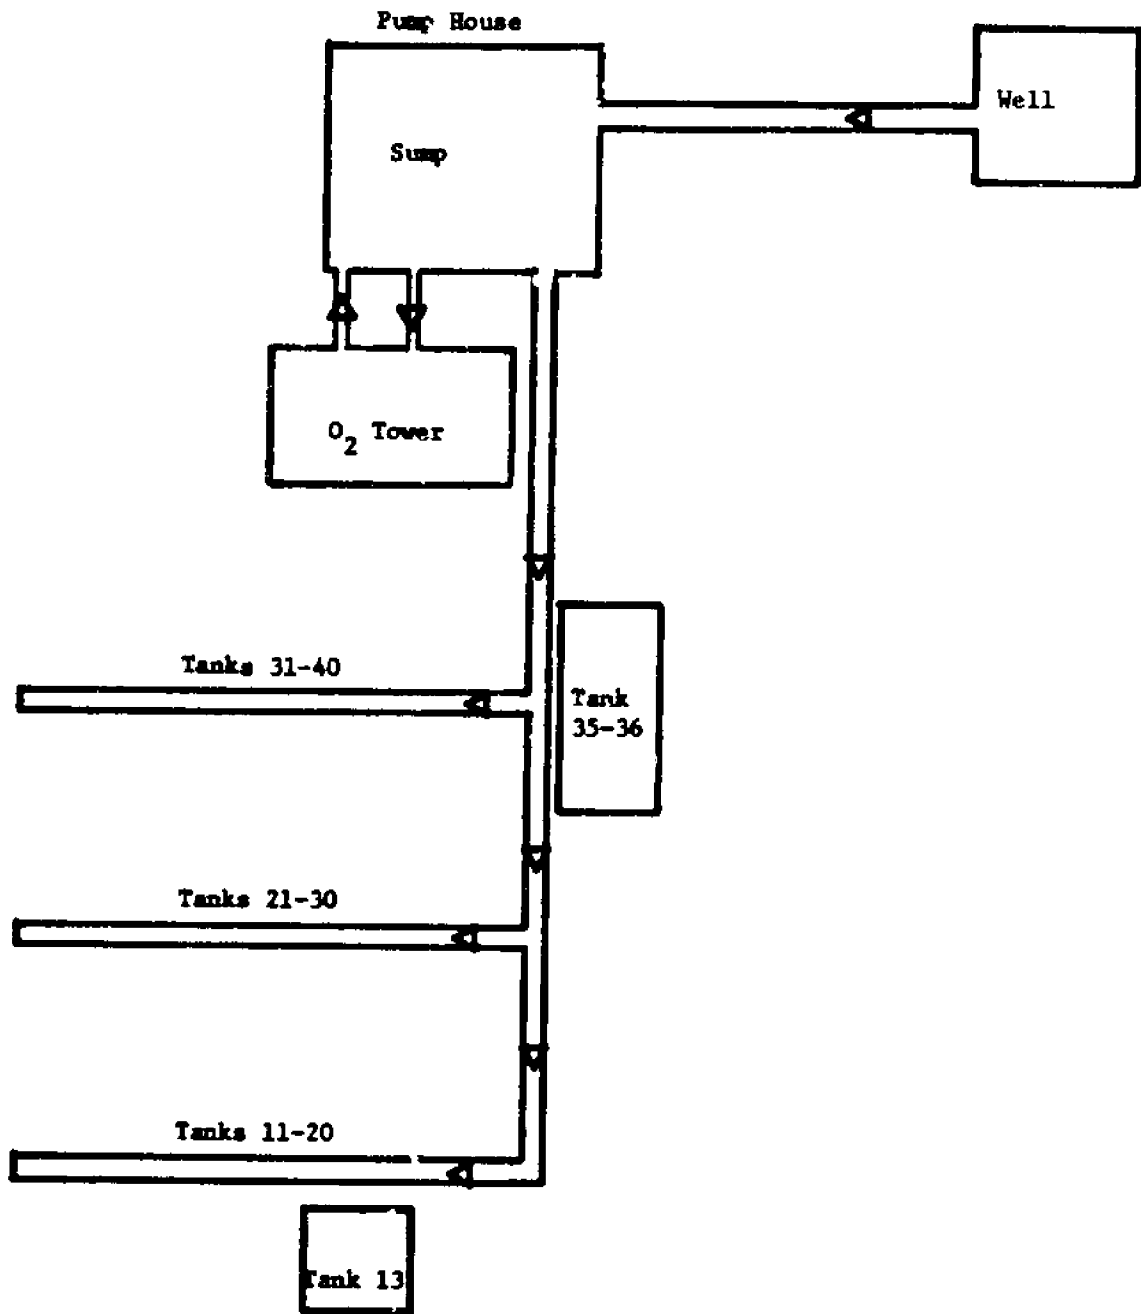 Pump House
Well
Sump
O₂ Tower
Tanks 31-40
Tank
35-36
Tanks 21-30
Tanks 11-20
Tank 13